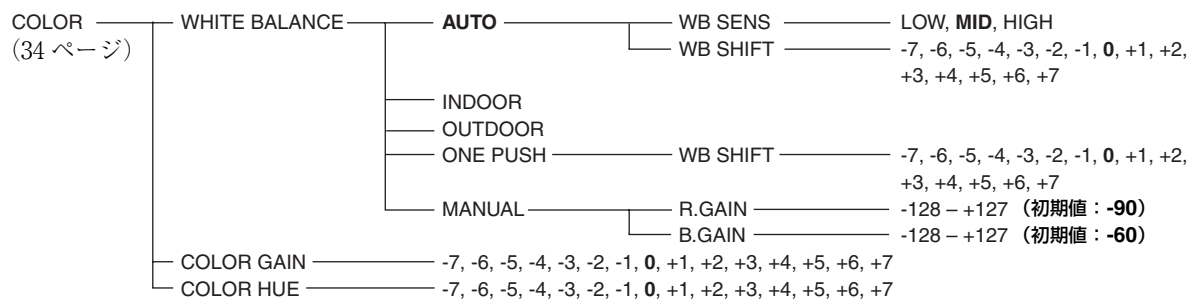 COLOR WHITE BALANCE AUTO WB SENS LOW, MID, HIGH
(34 ページ) WB SHIFT -7, -6, -5, -4, -3, -2, -1, 0, +1, +2,
+3, +4, +5, +6, +7
INDOOR
OUTDOOR
ONE PUSH WB SHIFT -7, -6, -5, -4, -3, -2, -1, 0, +1, +2,
+3, +4, +5, +6, +7
MANUAL R.GAIN -128 – +127 (初期値：-90)
B.GAIN -128 – +127 (初期値：-60)
COLOR GAIN -7, -6, -5, -4, -3, -2, -1, 0, +1, +2, +3, +4, +5, +6, +7
COLOR HUE -7, -6, -5, -4, -3, -2, -1, 0, +1, +2, +3, +4, +5, +6, +7